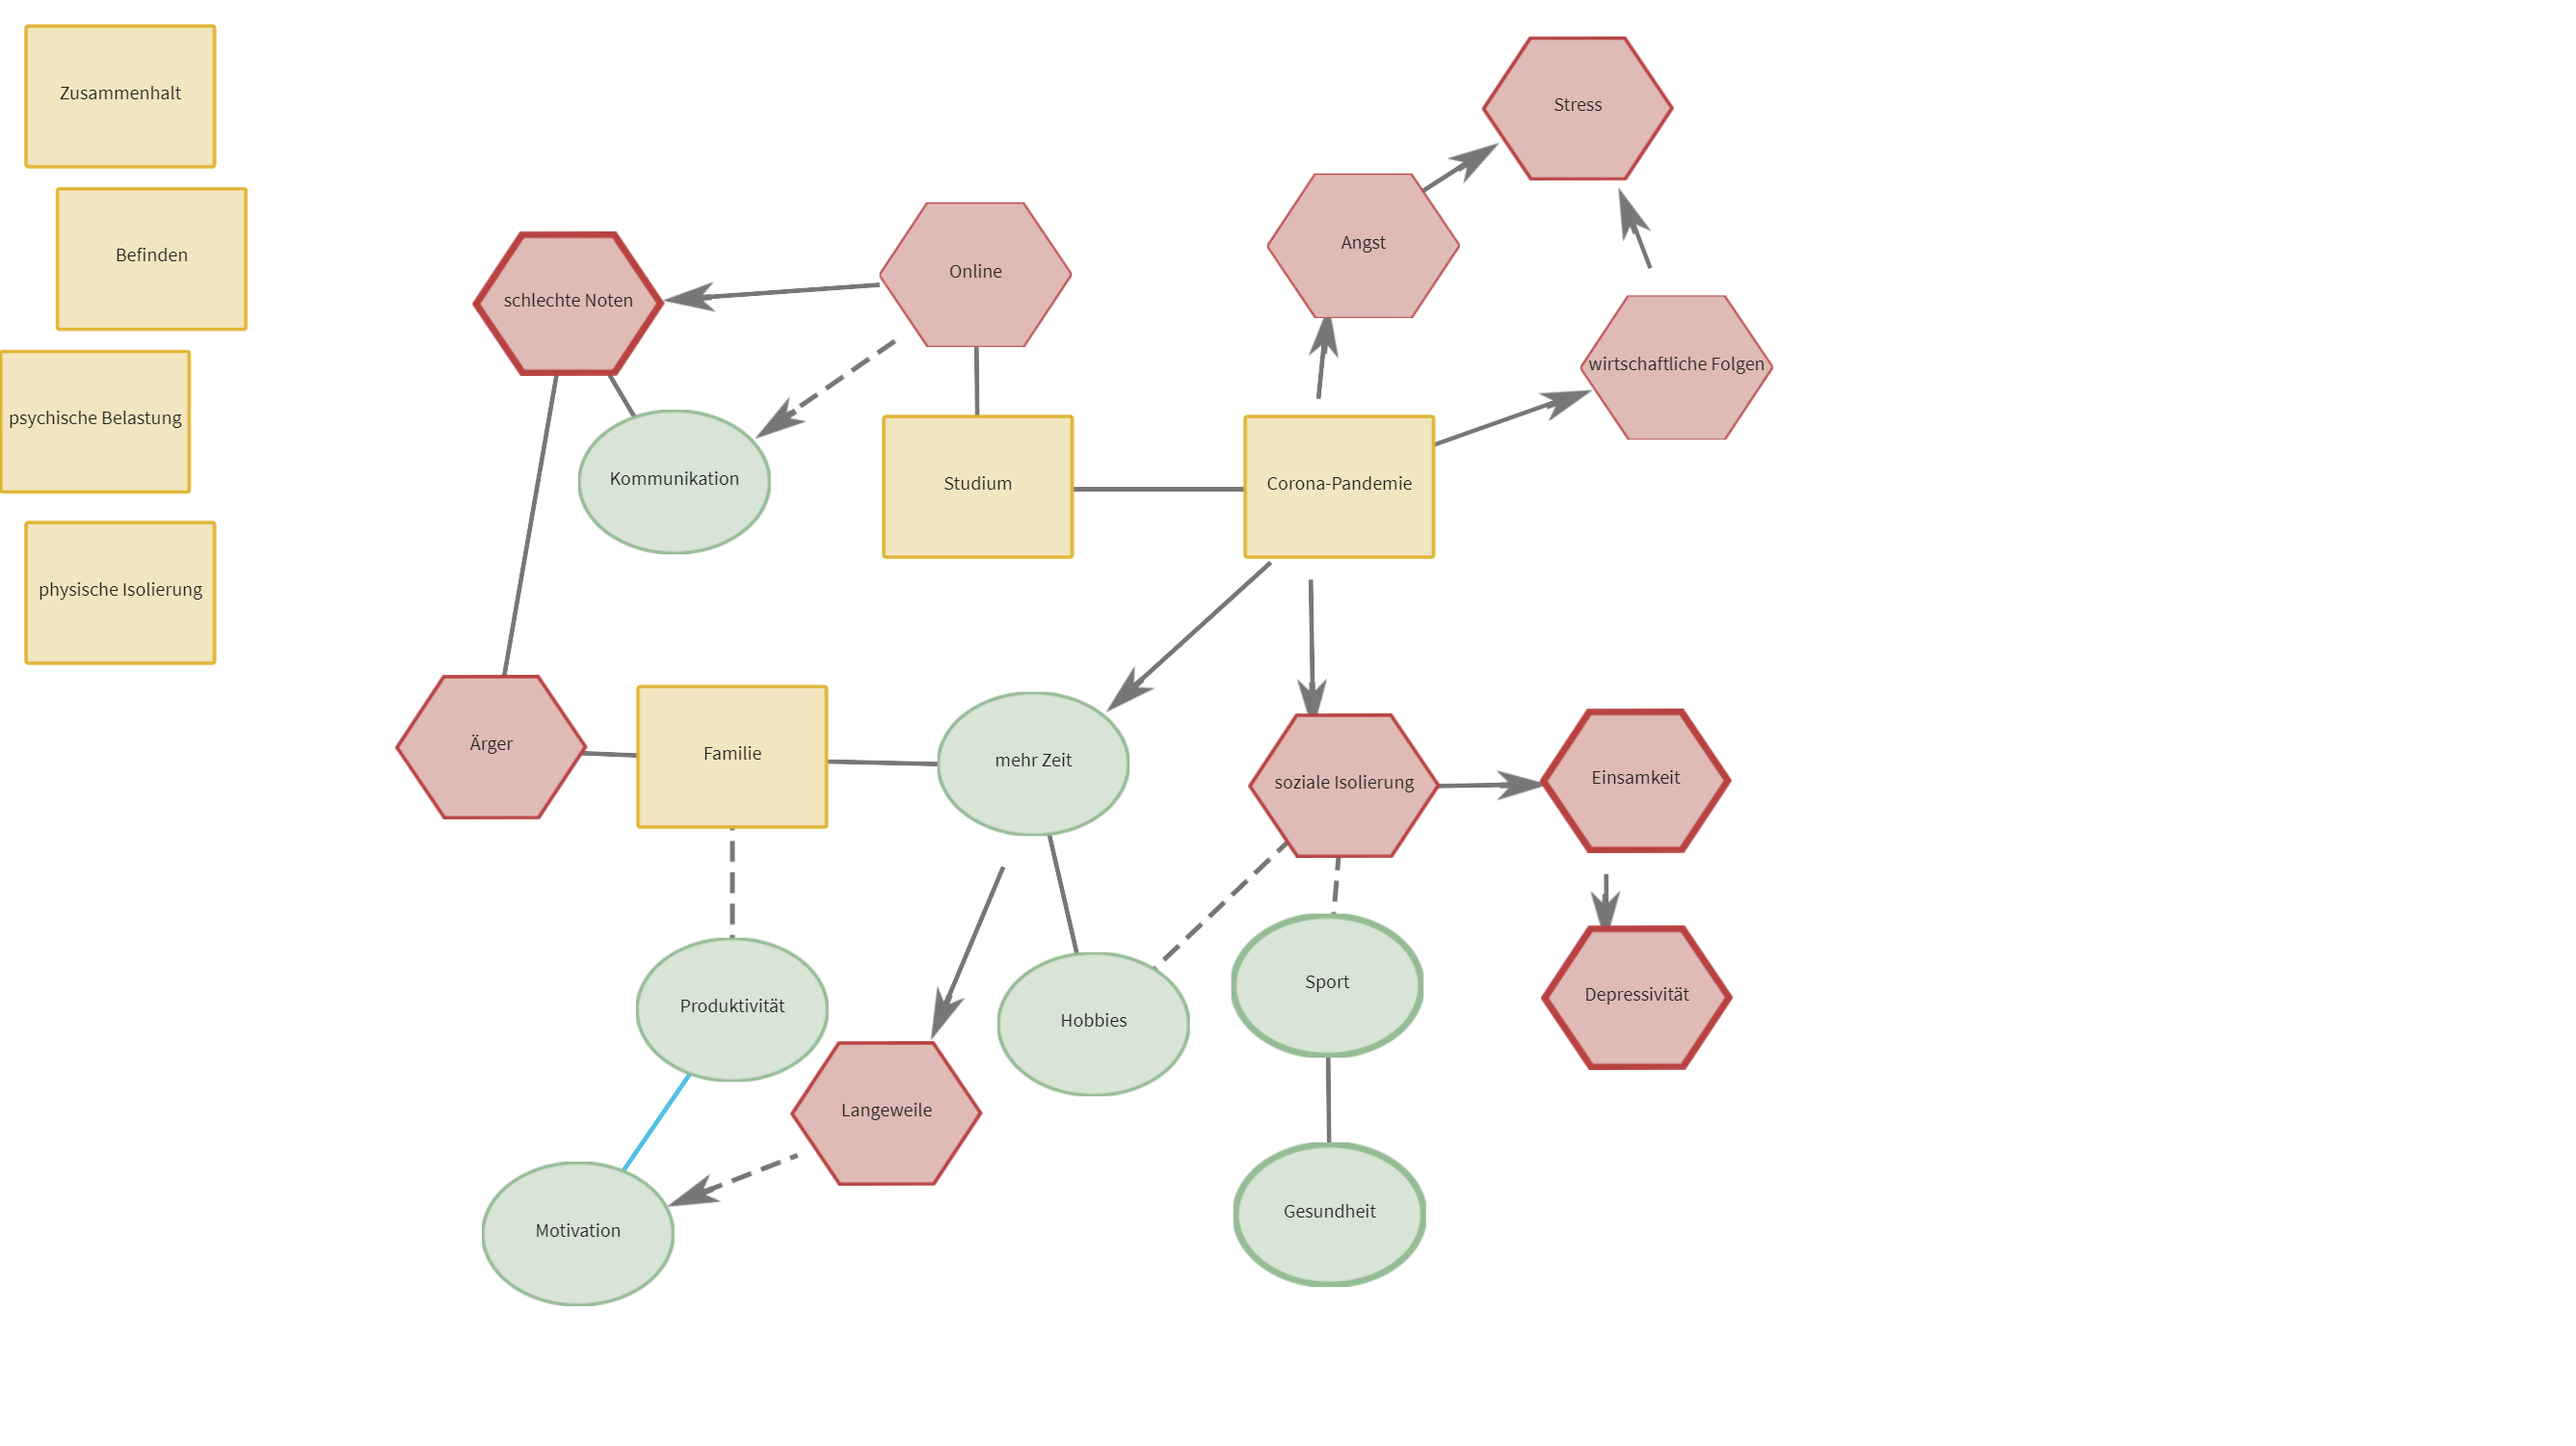 Zusammenhalt
Befinden
psychische Belastung
physische Isolierung
Stress
Angst
Online
schlechte Noten
wirtschaftliche Folgen
Kommunikation
Studium
Corona-Pandemie
Ärger
Familie
mehr Zeit
soziale Isolierung
Einsamkeit
Produktivität
Langeweile
Hobbies
Sport
Depressivität
Motivation
Gesundheit